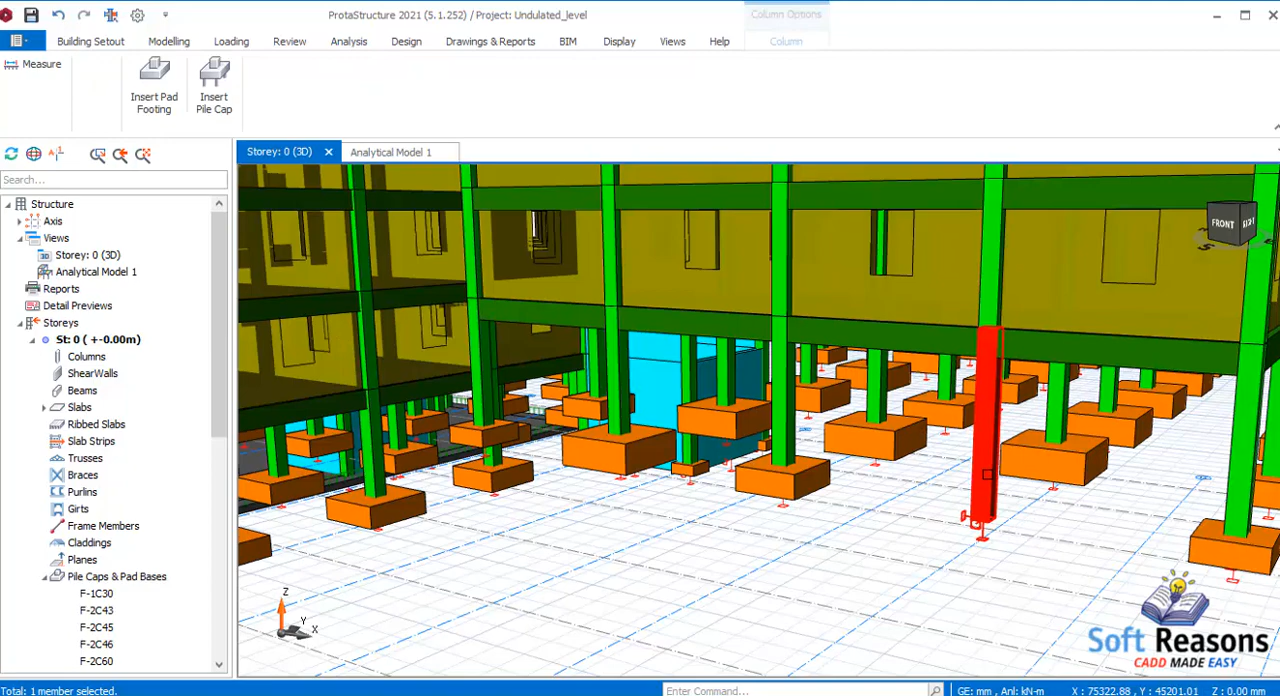 ProtaStructure 2021 (5.1.252) / Project: Undulated_level
Column Options
Building Setout Modelling Loading Review Analysis Design Drawings & Reports BIM Display Views Help Column
Measure
Insert Pad Footing
Insert Pile Cap
Storey: 0 (3D)
Analytical Model 1
Search...
Structure
Axis
Views
Storey: 0 (3D)
Analytical Model 1
Reports
Detail Previews
Storeys
St: 0 ( +-0.00m)
Columns
ShearWalls
Beams
Slabs
Ribbed Slabs
Slab Strips
Trusses
Braces
Purlins
Girts
Frame Members
Claddings
Planes
Pile Caps & Pad Bases
F-1C30
F-2C43
F-2C45
F-2C46
F-2C60
FRONT
Z
Y
X
Soft Reasons
CADD MADE EASY
Total: 1 member selected.
Enter Command...
GE: mm , Anl: kN-m
X : 75322.88 , Y : 45201.01
Z : 0.00 mm